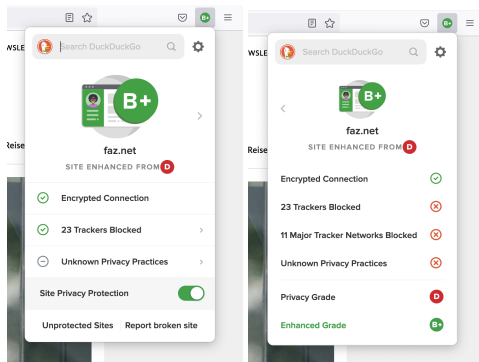 WSLE
Search DuckDuckGo
B+
B+
faz.net
SITE ENHANCED FROM D
Encrypted Connection
23 Trackers Blocked
Reise
Unknown Privacy Practices
Site Privacy Protection
Unprotected Sites Report broken site
B+
WSLE
Search DuckDuckGo
B+
faz.net
SITE ENHANCED FROM D
Reise
Encrypted Connection
23 Trackers Blocked
11 Major Tracker Networks Blocked
Unknown Privacy Practices
Privacy Grade D
Enhanced Grade B+